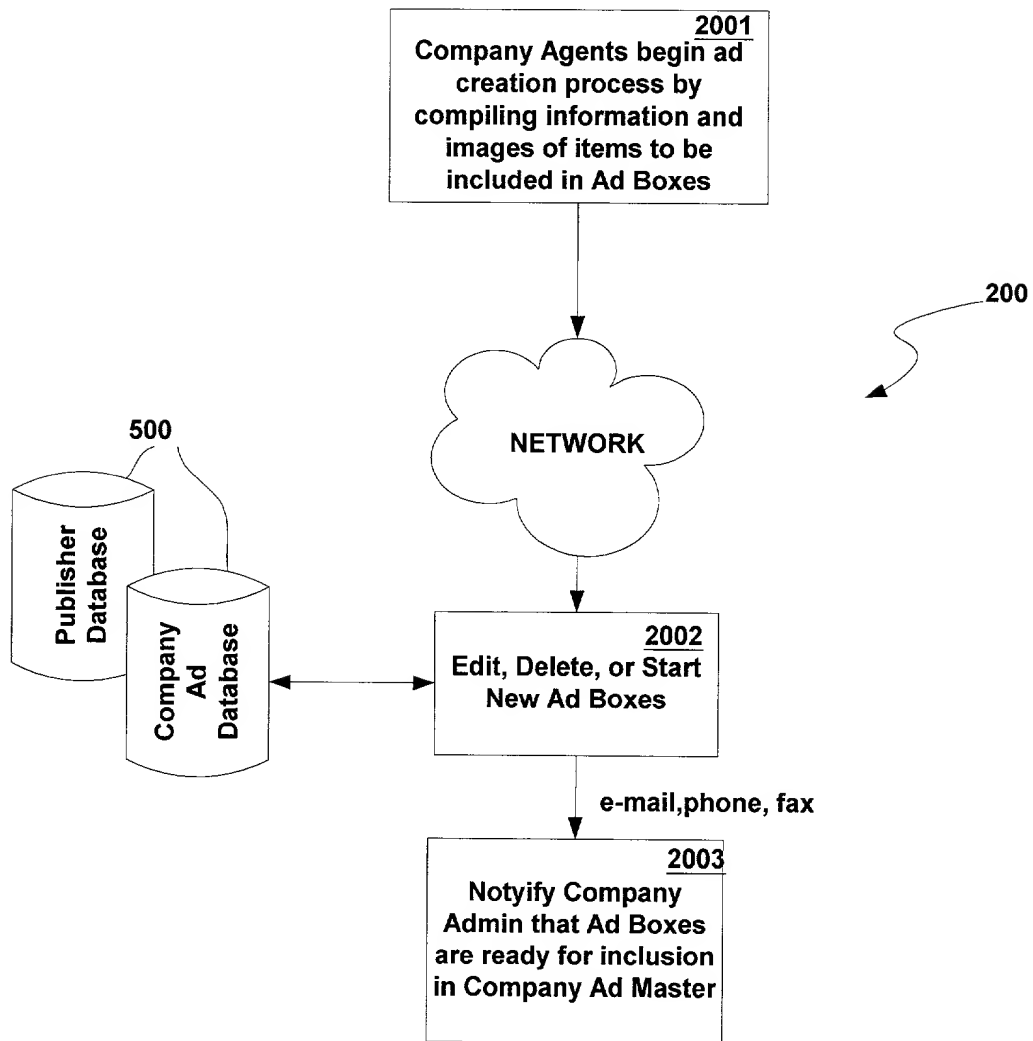 2001
Company Agents begin ad
creation process by
compiling information and
images of items to be
included in Ad Boxes
200
NETWORK
500
Publisher
Database
Company
Ad
Database
2002
Edit, Delete, or Start
New Ad Boxes
e-mail,phone, fax
2003
Notyify Company
Admin that Ad Boxes
are ready for inclusion
in Company Ad Master